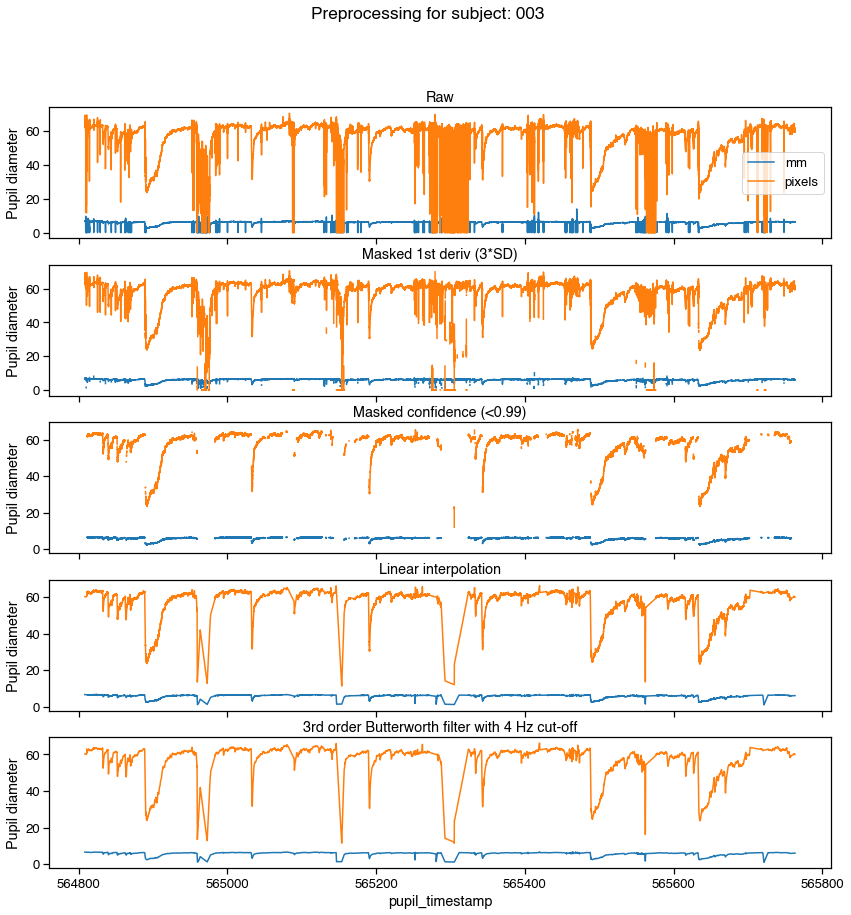 Preprocessing for subject: 003
Raw
Pupil diameter
60
40
20
0
mm
pixels
Masked 1st deriv (3*SD)
Pupil diameter
60
40
20
0
Masked confidence (<0.99)
Pupil diameter
60
40
20
0
Linear interpolation
Pupil diameter
60
40
20
0
3rd order Butterworth filter with 4 Hz cut-off
Pupil diameter
60
40
20
0
564800 565000 565200 565400 565600 565800
pupil_timestamp